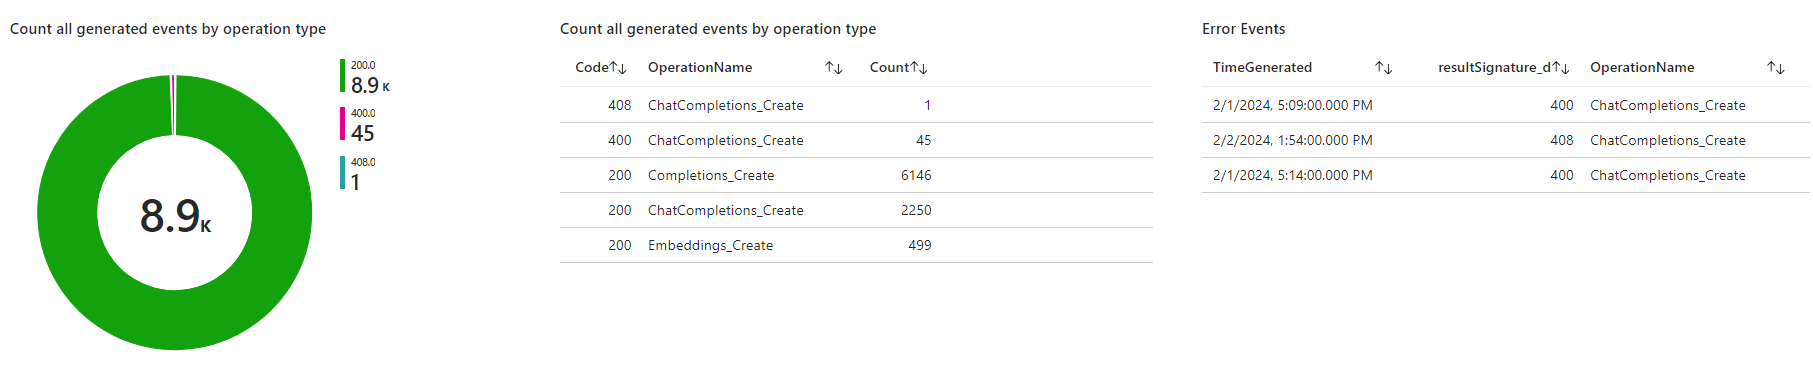 Count all generated events by operation type
200.0
8.9 K
400.0
45
408.0
1
8.9K
Count all generated events by operation type
Code↑↓ OperationName ↑↓ Count↑↓
408 ChatCompletions_Create 1
400 ChatCompletions_Create 45
200 Completions_Create 6146
200 ChatCompletions_Create 2250
200 Embeddings_Create 499
Error Events
TimeGenerated ↑↓ resultSignature_d↑↓ OperationName ↑↓
2/1/2024, 5:09:00.000 PM 400 ChatCompletions_Create
2/2/2024, 1:54:00.000 PM 408 ChatCompletions_Create
2/1/2024, 5:14:00.000 PM 400 ChatCompletions_Create